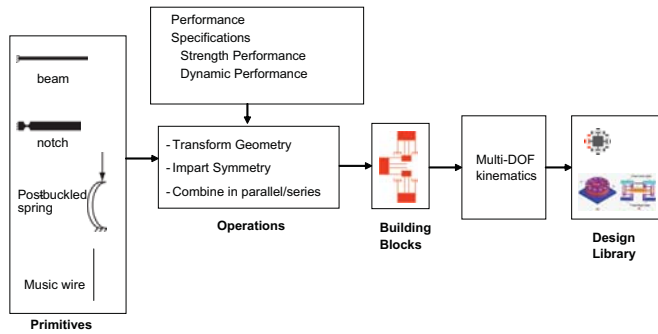 Performance
Specifications
Strength Performance
Dynamic Performance
beam
notch
Postbuckled
spring
Music wire
Primitives
- Transform Geometry
- Impart Symmetry
- Combine in parallel/series
Operations
Building
Blocks
Multi-DOF
kinematics
Design
Library